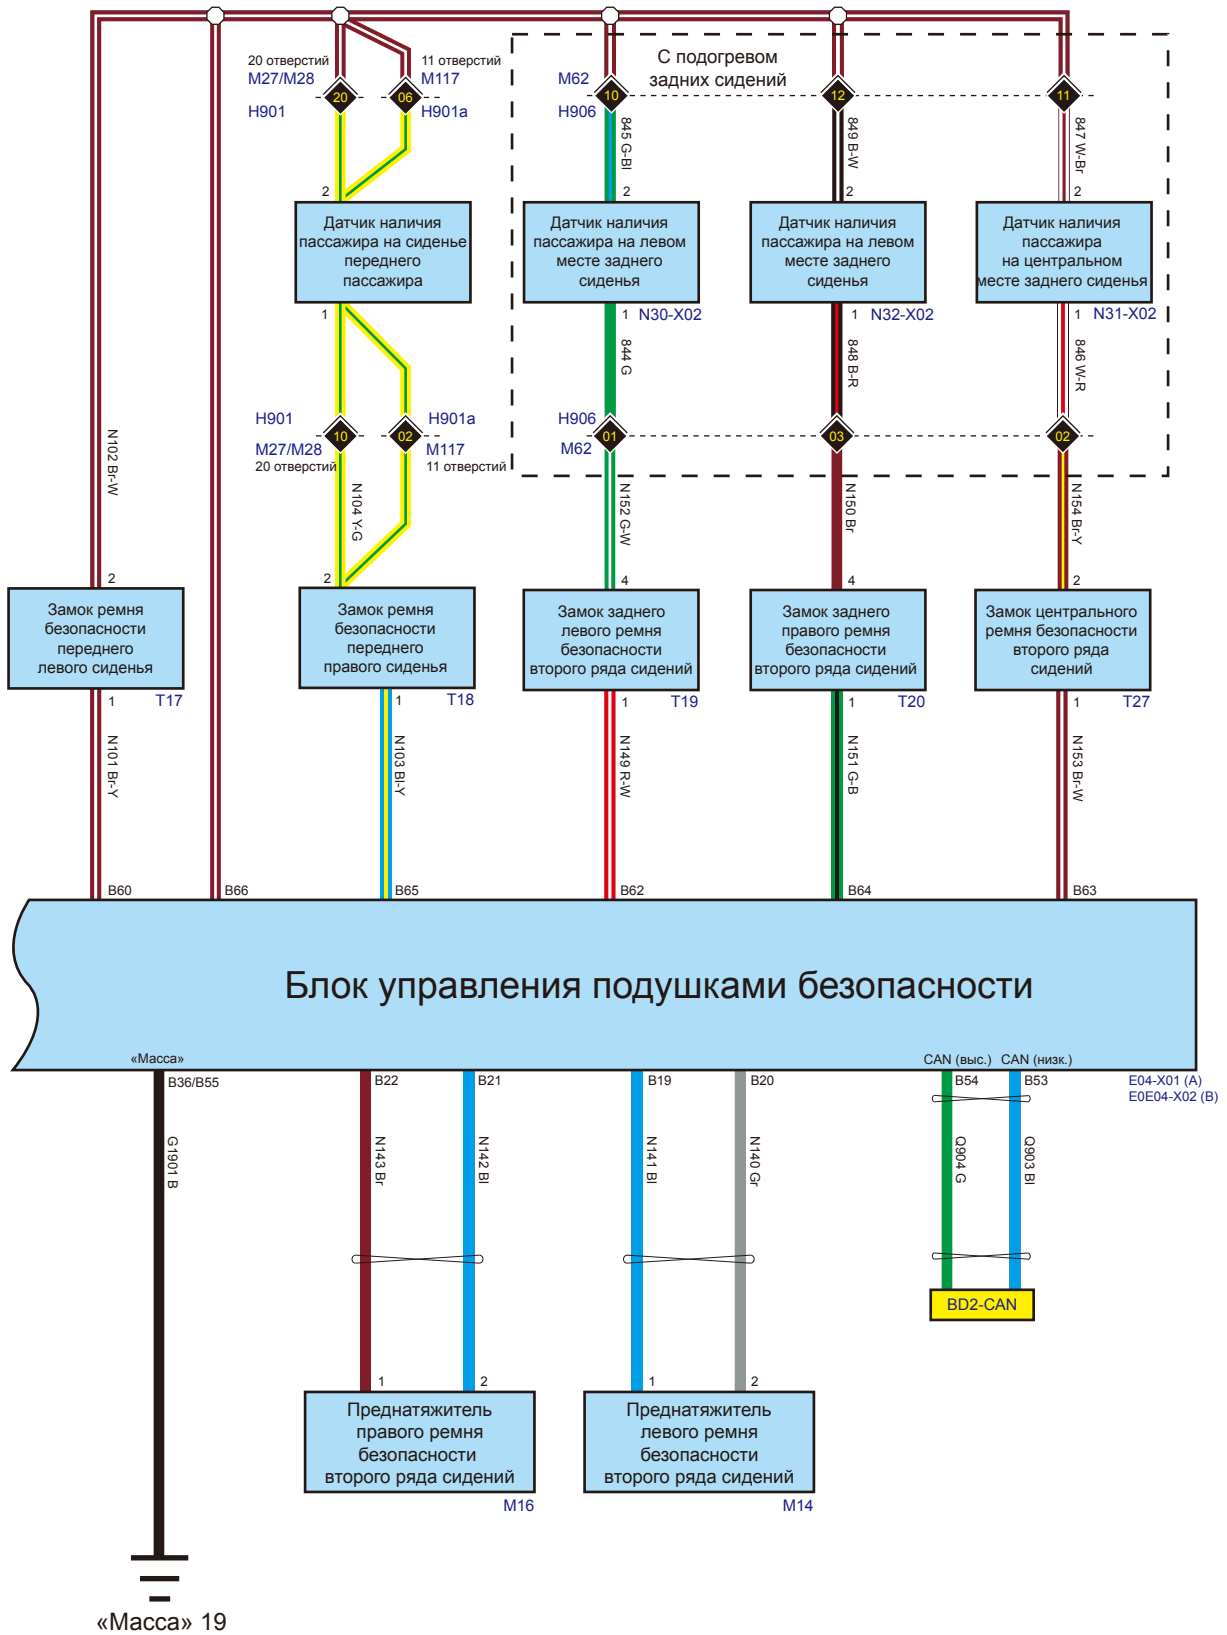 20 отверстий
11 отверстий
M27/M28
M117
20
06
H901
H901a
С подогревом
задних сидений
M62
H906
10
12
11
845 G-Bl
849 B-W
847 W-Br
2
2
2
2
Датчик наличия
пассажира на сиденье
переднего
пассажира
Датчик наличия
пассажира на левом
месте заднего
сиденья
Датчик наличия
пассажира на левом
месте заднего
сиденья
Датчик наличия
пассажира
на центральном
месте заднего сиденья
1
1
N30-X02
1
N32-X02
1
N31-X02
844 G
848 B-R
846 W-R
H901
H901a
10
02
M27/M28
M117
20 отверстий
11 отверстий
H906
M62
01
03
02
N102 Br-W
N104 Y-G
N152 G-W
N150 Br
N154 Br-Y
2
2
4
4
2
Замок ремня
безопасности
переднего
левого сиденья
Замок ремня
безопасности
переднего
правого сиденья
Замок заднего
левого ремня
безопасности
второго ряда сидений
Замок заднего
правого ремня
безопасности
второго ряда сидений
Замок центрального
ремня безопасности
второго ряда
сидений
1
T17
1
T18
1
T19
1
T20
1
T27
N101 Br-Y
N103 Bl-Y
N149 R-W
N151 G-B
N153 Br-W
B60
B66
B65
B62
B64
B63
Блок управления подушками безопасности
«Масса»
CAN (выс.)
CAN (низк.)
B36/B55
B22
B21
B19
B20
B54
B53
E04-X01 (A)
E0E04-X02 (B)
G1901 B
N143 Br
N142 Bl
N141 Bl
N140 Gr
Q904 G
Q903 Bl
BD2-CAN
1
2
1
2
Преднатяжитель
правого ремня
безопасности
второго ряда сидений
Преднатяжитель
левого ремня
безопасности
второго ряда сидений
M16
M14
«Масса» 19